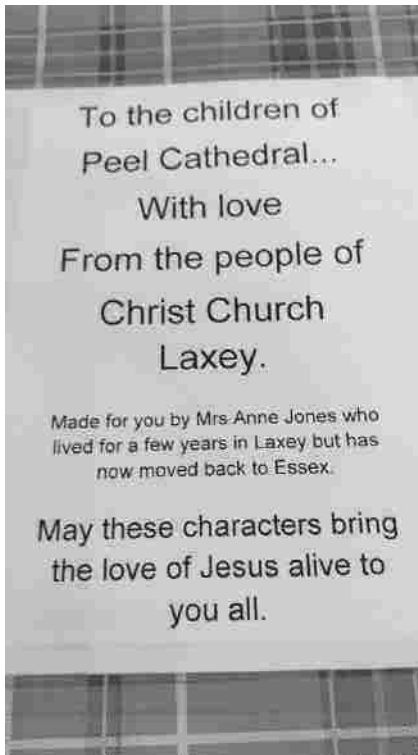 To the children of
Peel Cathedral...
With love
From the people of
Christ Church
Laxey.
Made for you by Mrs Anne Jones who
lived for a few years in Laxey but has
now moved back to Essex.
May these characters bring
the love of Jesus alive to
you all.